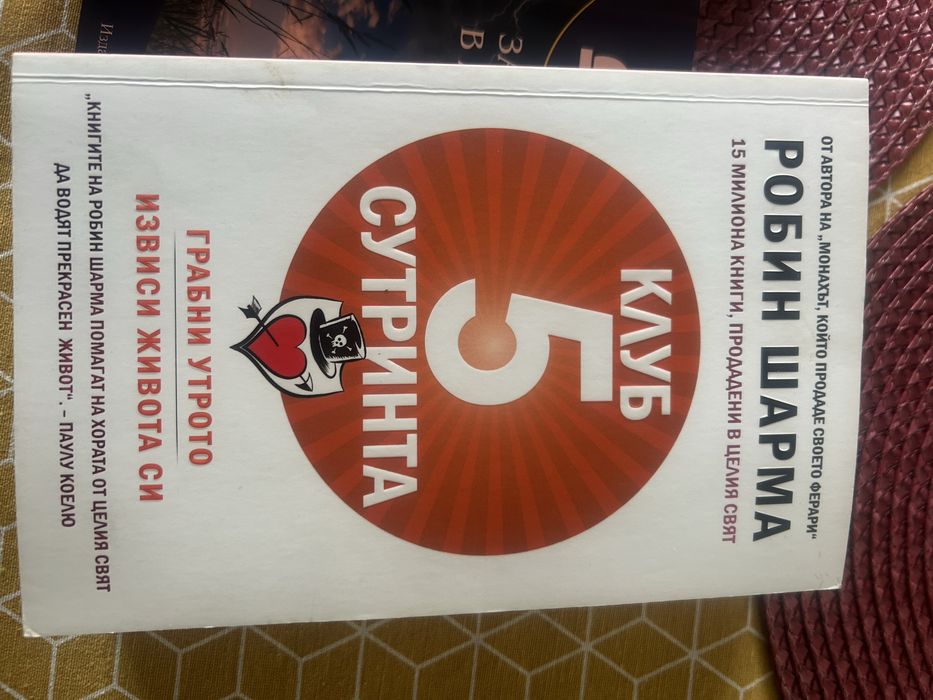 ОТ АВТОРА НА „МОНАХЪТ, КОЙТО ПРОДАДЕ СВОЕТО ФЕРАРИ“
РОБИН ШАРМА
15 МИЛИОНА КНИГИ, ПРОДАДЕНИ В ЦЕЛИЯ СВЯТ
КЛУБ
5
СУТРИНТА
ГРАБНИ УТРОТО
ИЗВИСИ ЖИВОТА СИ
„КНИГИТЕ НА РОБИН ШАРМА ПОМАГАТ НА ХОРАТА ОТ ЦЕЛИЯ СВЯТ
ДА ВОДЯТ ПРЕКРАСЕН ЖИВОТ“. – ПАУЛУ КОЕЛЮ